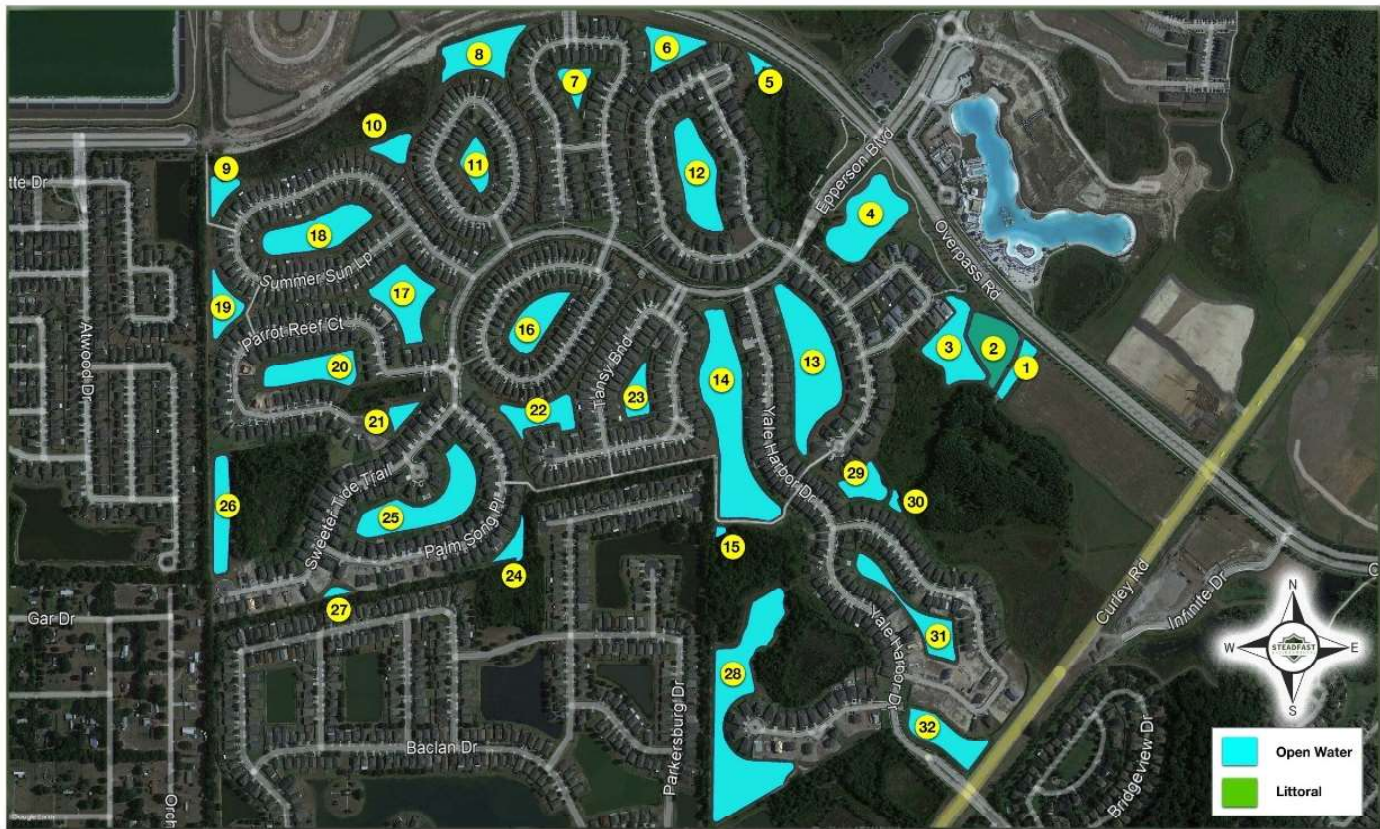 8
6
7
5
10
9
11
12
tte Dr
Epperson Blvd
4
18
Overpass Rd
Summer Sun Lp
17
19
Parrot Reef Ct
16
Atwood Dr
20
Tansy Bnd
3
2
1
13
14
23
22
21
Yale Harbor Dr
29
30
26
Sweeter Tide Trail
25
Palm Song Pl
15
24
27
Gar Dr
Curley Rd
Infinite Dr
C
31
Yale Harbor Dr
28
32
Baclan Dr
Parkersburg Dr
Bridgeview Dr
Orch
N
W
E
S
STEADFAST
Open Water
Littoral